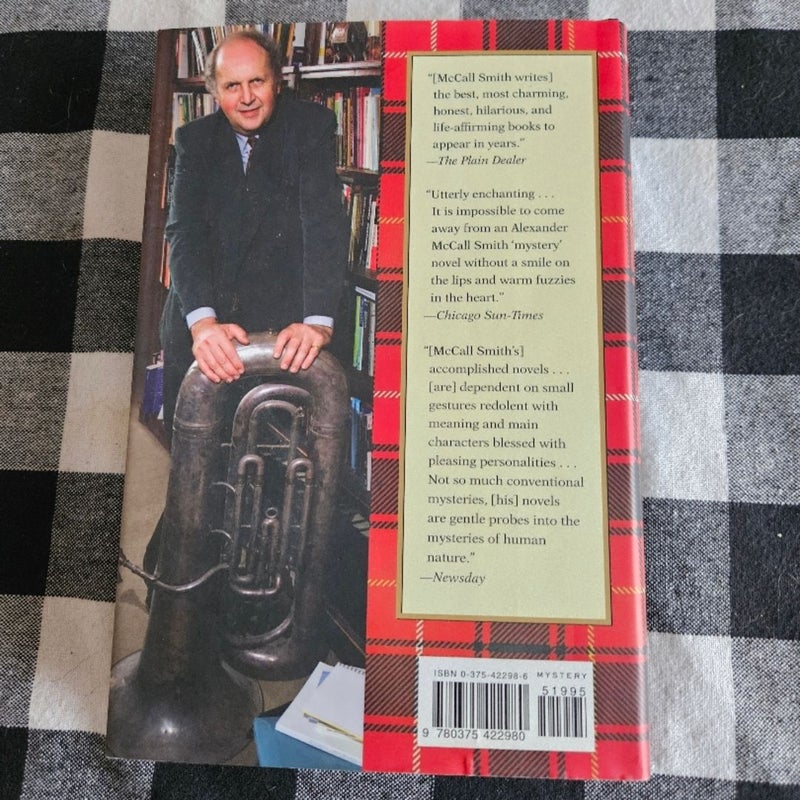 “[McCall Smith writes]
the best, most charming,
honest, hilarious, and
life-affirming books to
appear in years.”
—The Plain Dealer
“Utterly enchanting . . .
It is impossible to come
away from an Alexander
McCall Smith ‘mystery’
novel without a smile on
the lips and warm fuzzies
in the heart.”
—Chicago Sun-Times
“[McCall Smith’s]
accomplished novels . . .
[are] dependent on small
gestures redolent with
meaning and main
characters blessed with
pleasing personalities . . .
Not so much conventional
mysteries, [his] novels
are gentle probes into the
mysteries of human
nature.”
—Newsday
ISBN 0-375-42298-6 MYSTERY
51995
9 780375 422980